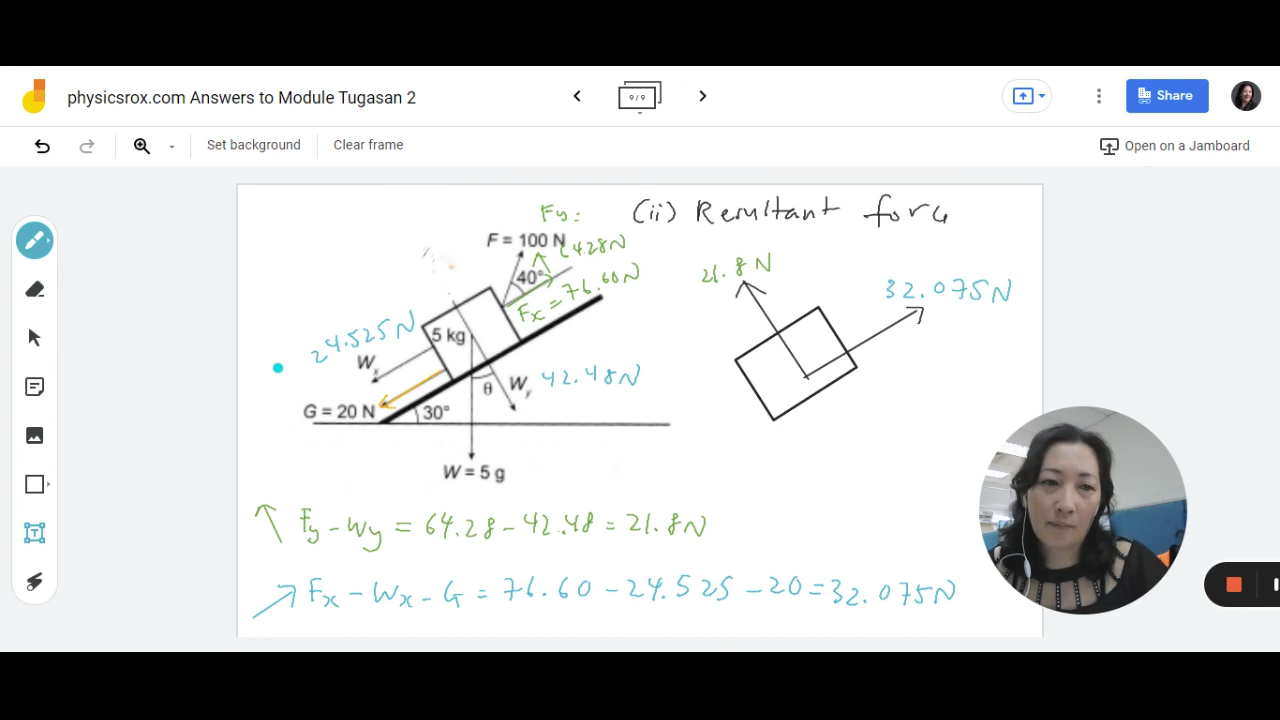 physicsrox.com Answers to Module Tugasan 2
9/9
Share
Set background
Clear frame
Open on a Jamboard
(ii) Resultant force
Fy =
F = 100 N
64.28N
40°
Fx = 76.60N
21.8 N
32.075N
24.525N
5 kg
Wx
θ
Wy 42.48N
G = 20 N
30°
W = 5 g
Fy - Wy = 64.28 - 42.48 = 21.8N
Fx - Wx - G = 76.60 - 24.525 - 20 = 32.075N